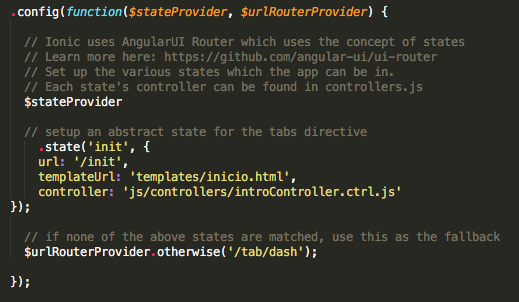 .config(function($stateProvider, $urlRouterProvider) {
// Ionic uses AngularUI Router which uses the concept of states
// Learn more here: https://github.com/angular-ui/ui-router
// Set up the various states which the app can be in.
// Each state's controller can be found in controllers.js
$stateProvider
// setup an abstract state for the tabs directive
.state('init', {
url: '/init',
templateUrl: 'templates/inicio.html',
controller: 'js/controllers/introController.ctrl.js'
});
// if none of the above states are matched, use this as the fallback
$urlRouterProvider.otherwise('/tab/dash');
});